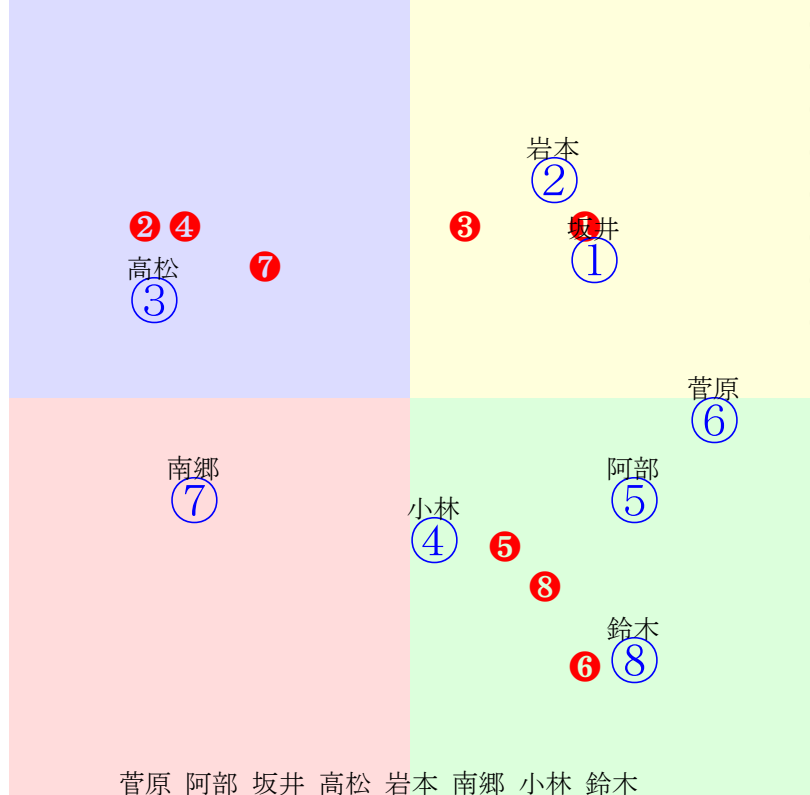 岩本
②
❷ ❹ ❸ 坂井 ❶
高松 ❼ ①
③
菅原
⑥
南郷 阿部
⑦ ⑤
小林
④ ❺
❽
鈴木
❻ ⑧
菅原 阿部 坂井 高松 岩本 南郷 小林 鈴木